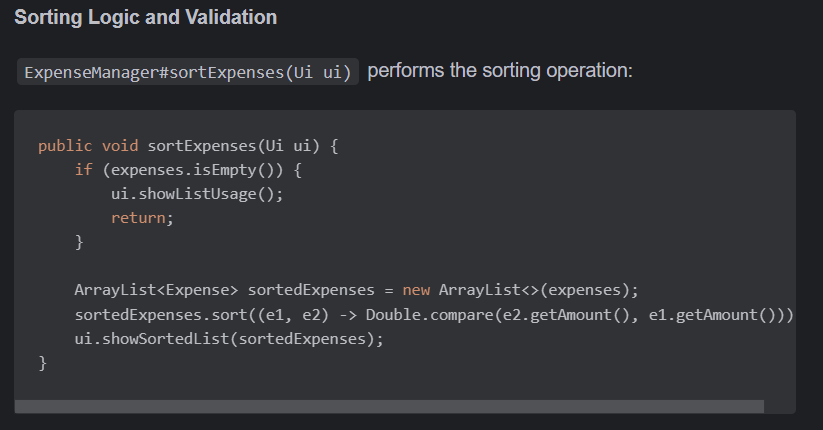 Sorting Logic and Validation
ExpenseManager#sortExpenses(Ui ui) performs the sorting operation:
public void sortExpenses(Ui ui) {
    if (expenses.isEmpty()) {
        ui.showListUsage();
        return;
    }

    ArrayList<Expense> sortedExpenses = new ArrayList<>(expenses);
    sortedExpenses.sort((e1, e2) -> Double.compare(e2.getAmount(), e1.getAmount()))
    ui.showSortedList(sortedExpenses);
}